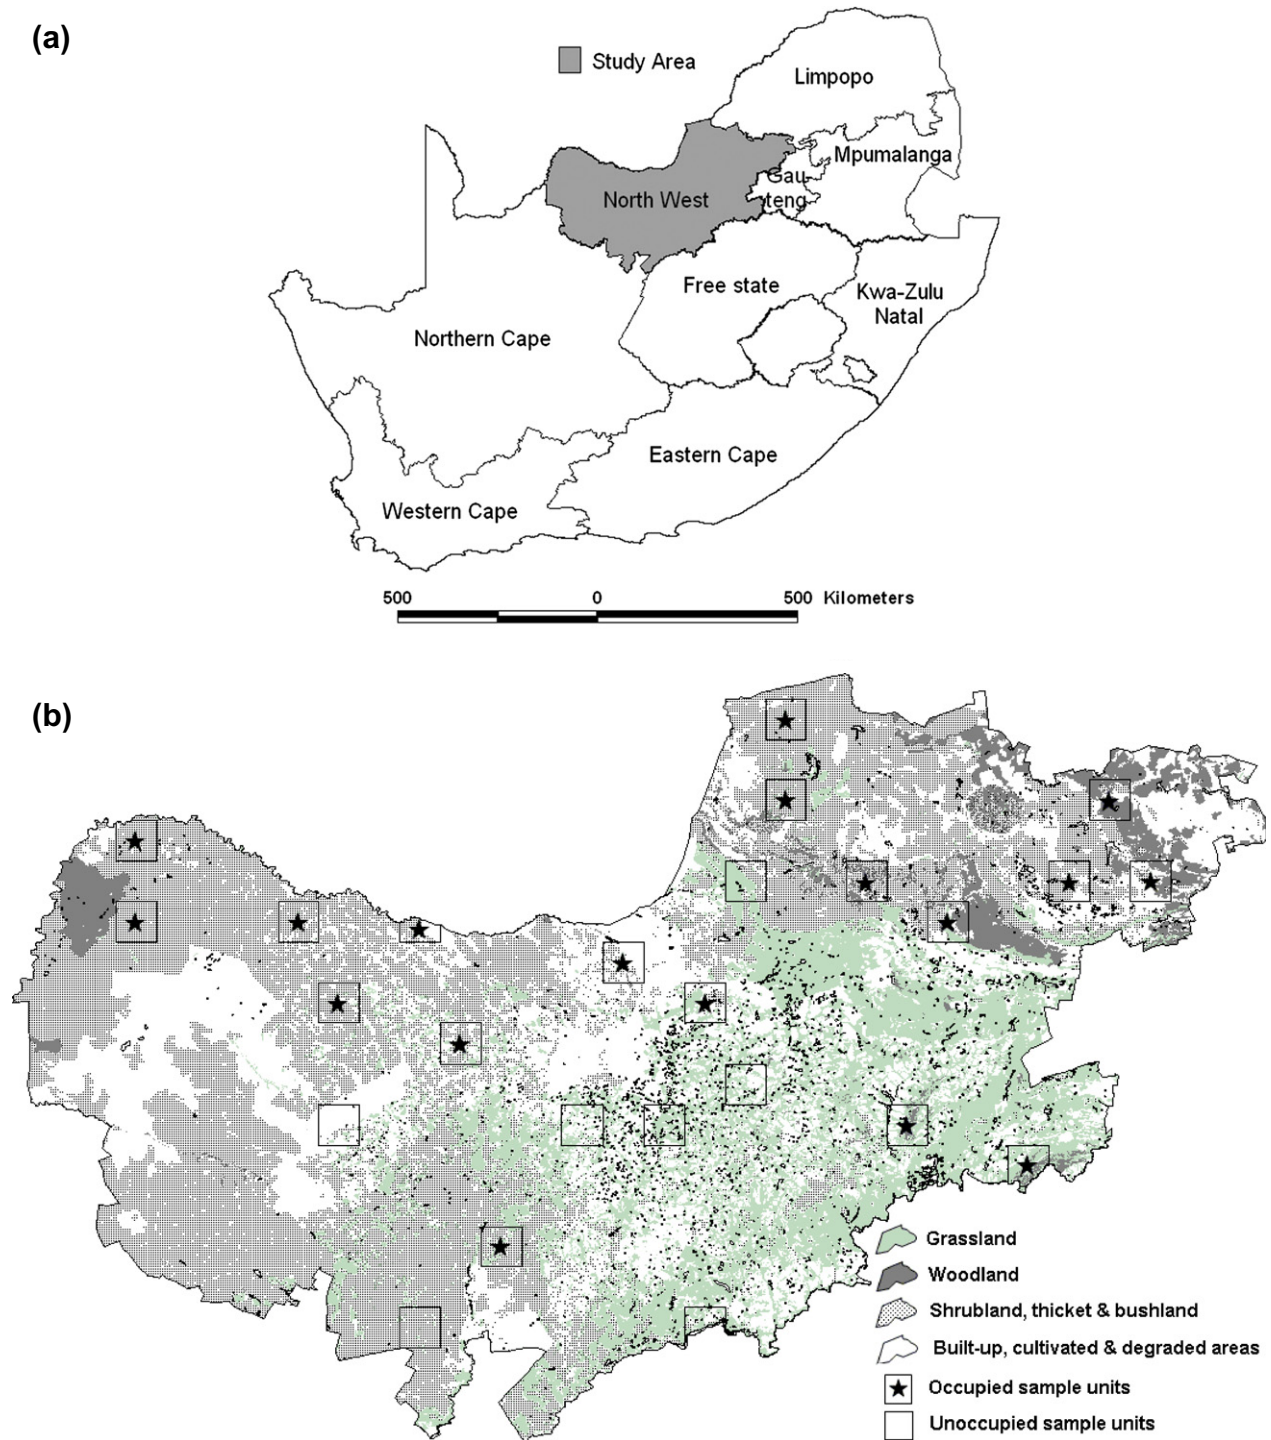 (a)
Study Area
Limpopo
Mpumalanga
Gau-
teng
North West
Free state
Kwa-Zulu
Natal
Northern Cape
Eastern Cape
Western Cape
500 0 500 Kilometers
(b)
Grassland
Woodland
Shrubland, thicket & bushland
Built-up, cultivated & degraded areas
Occupied sample units
Unoccupied sample units